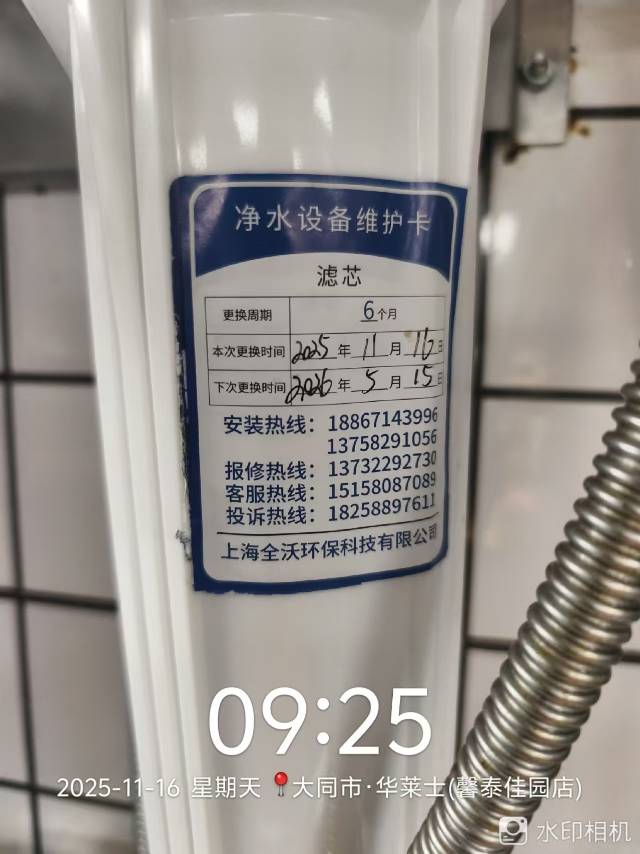 净水设备维护卡
滤芯
更换周期 6个月
本次更换时间 2025年 11月 16日
下次更换时间 2026年 5月 15日
安装热线：18867143996
13758291056
报修热线：13732292730
客服热线：15158087089
投诉热线：18258897611
上海全沃环保科技有限公司
09:25
2025-11-16 星期天 📍大同市·华莱士(馨泰佳园店)
水印相机